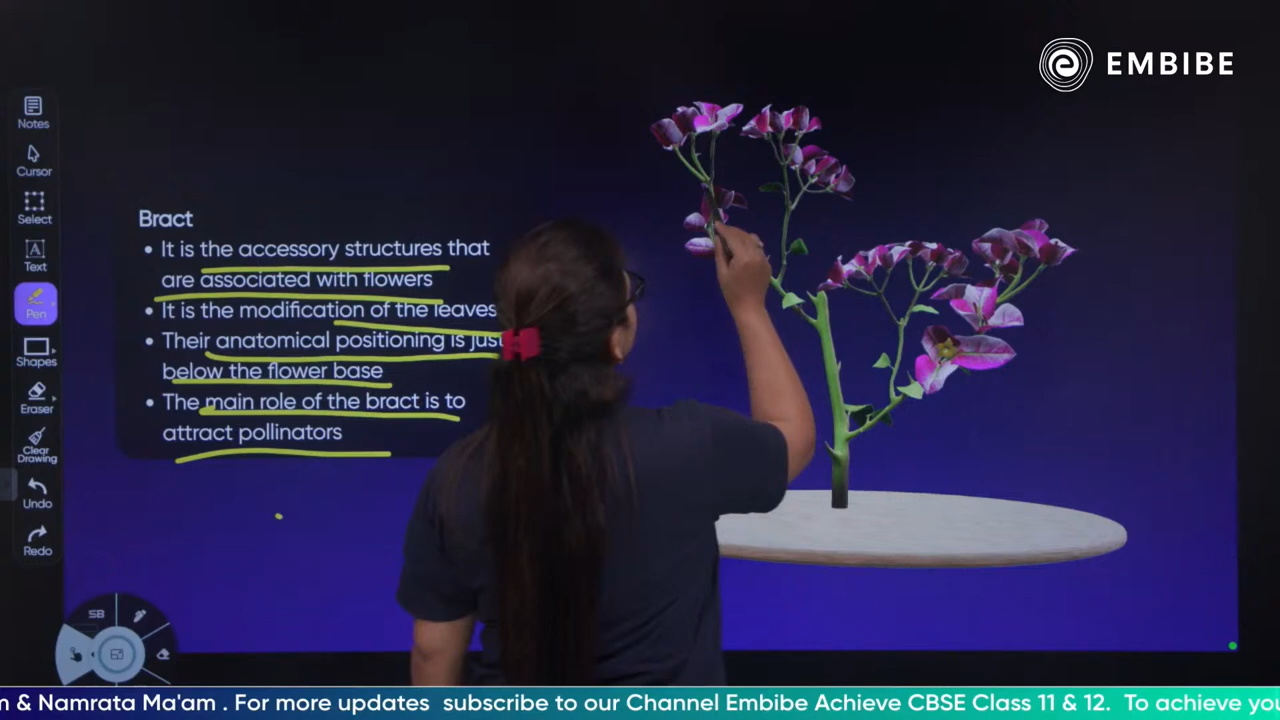 EMBIBE
Notes
Cursor
Select
A
Text
Pen
Shapes
Eraser
Clear
Drawing
Undo
Redo
Bract
• It is the accessory structures that
are associated with flowers
• It is the modification of the leaves
• Their anatomical positioning is just
below the flower base
• The main role of the bract is to
attract pollinators
SB
& Namrata Ma'am . For more updates subscribe to our Channel Embibe Achieve CBSE Class 11 & 12. To achieve